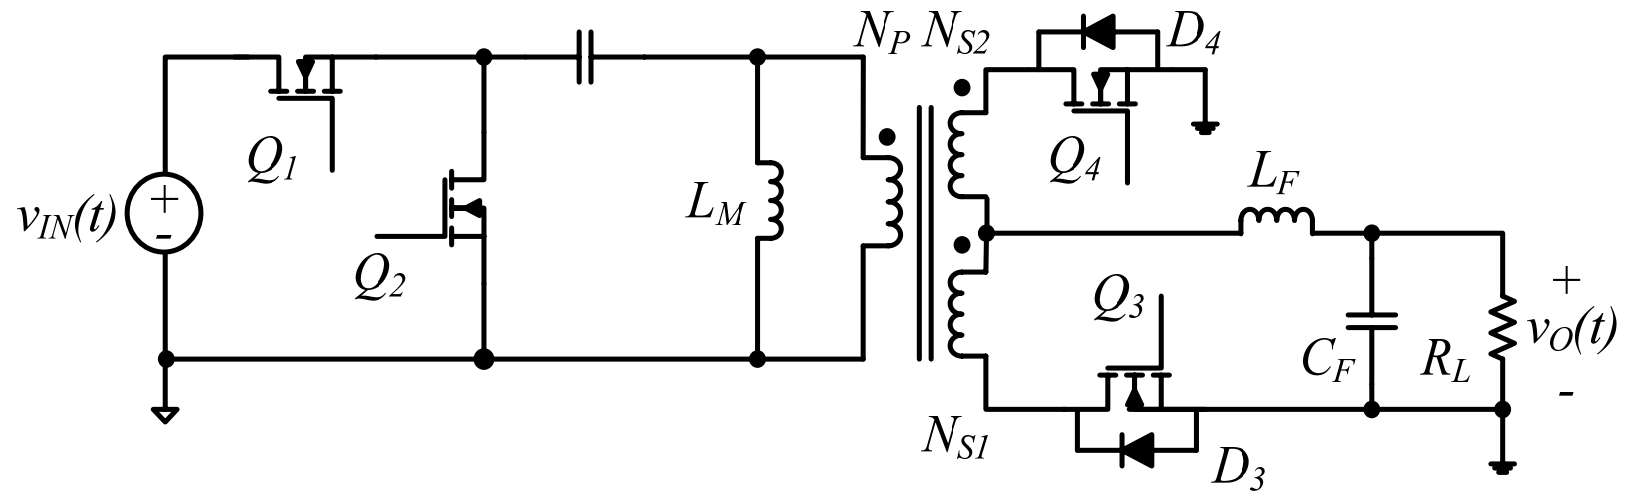 N_P N_S2
D_4
Q_1
Q_4
L_F
v_IN(t)
+
-
L_M
Q_2
Q_3
+
v_O(t)
-
C_F
R_L
N_S1
D_3